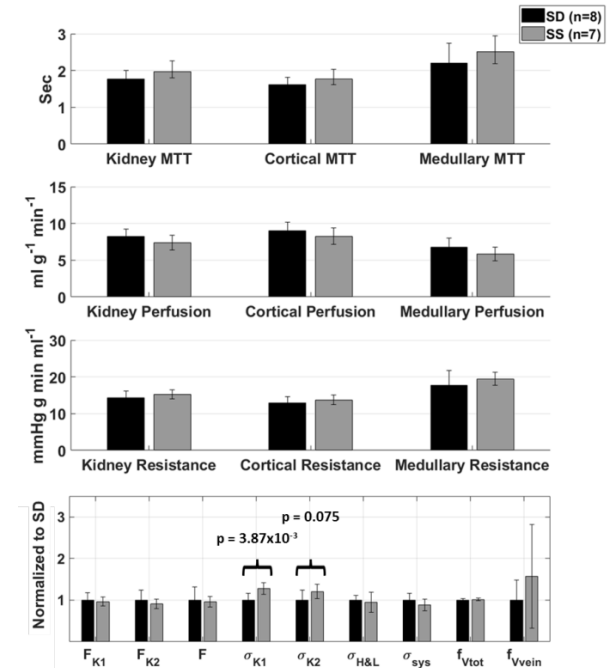 SD (n=8)
SS (n=7)
3
2
1
0
Sec
Kidney MTT Cortical MTT Medullary MTT
15
10
5
0
ml g⁻¹ min⁻¹
Kidney Perfusion Cortical Perfusion Medullary Perfusion
30
20
10
0
mmHg g min ml⁻¹
Kidney Resistance Cortical Resistance Medullary Resistance
3
2
1
Normalized to SD
p = 0.075
p = 3.87x10⁻³
F_K1 F_K2 F σ_K1 σ_K2 σ_H&L σ_sys f_Vtot f_Vvein